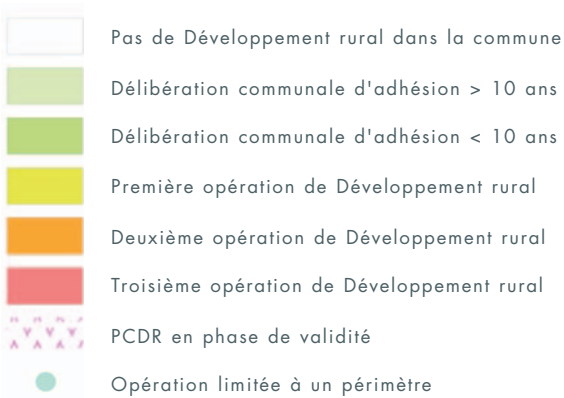 Pas de Développement rural dans la commune
Délibération communale d'adhésion > 10 ans
Délibération communale d'adhésion < 10 ans
Première opération de Développement rural
Deuxième opération de Développement rural
Troisième opération de Développement rural
PCDR en phase de validité
Opération limitée à un périmètre